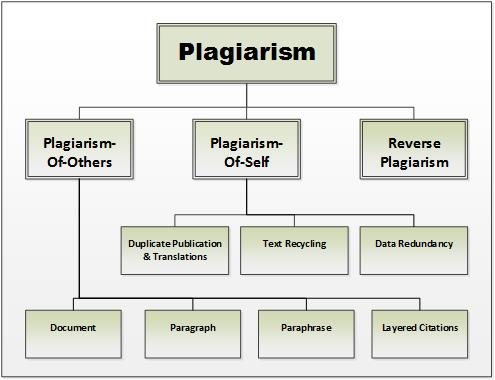 Plagiarism
Plagiarism-
Of-Others
Plagiarism-
Of-Self
Reverse
Plagiarism
Duplicate Publication
& Translations
Text Recycling
Data Redundancy
Document
Paragraph
Paraphrase
Layered Citations